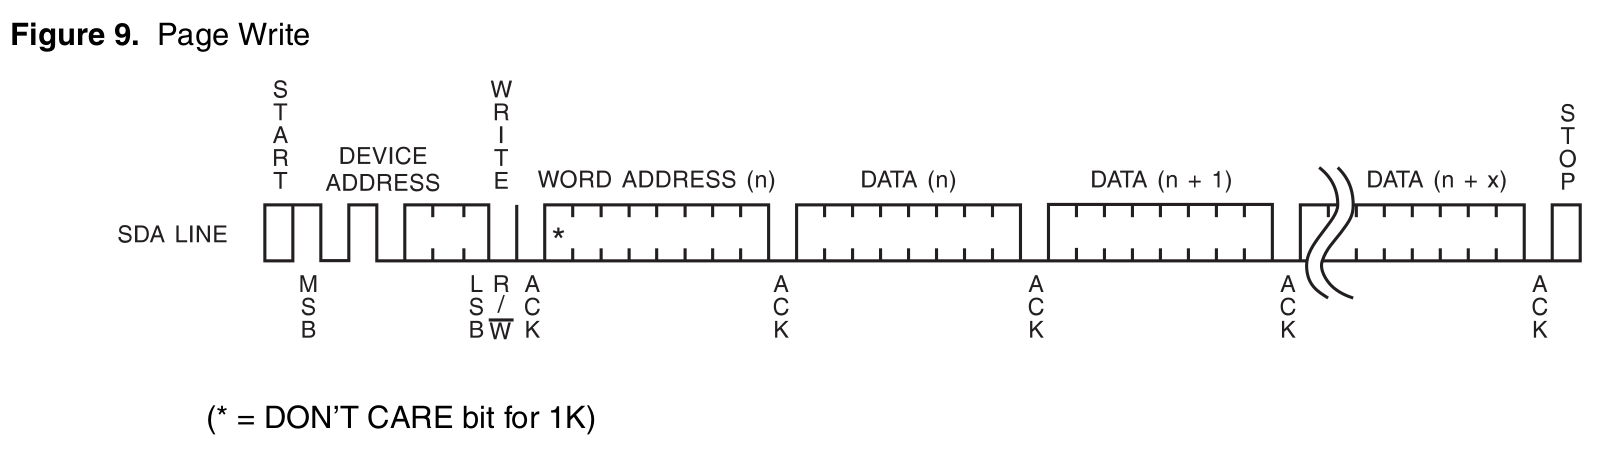 Figure 9. Page Write
START
WRITE
STOP
DEVICE
ADDRESS
WORD ADDRESS (n)
DATA (n)
DATA (n + 1)
DATA (n + x)
SDA LINE
*
MSB
LSB
R/W
ACK
ACK
ACK
ACK
ACK
(* = DON'T CARE bit for 1K)